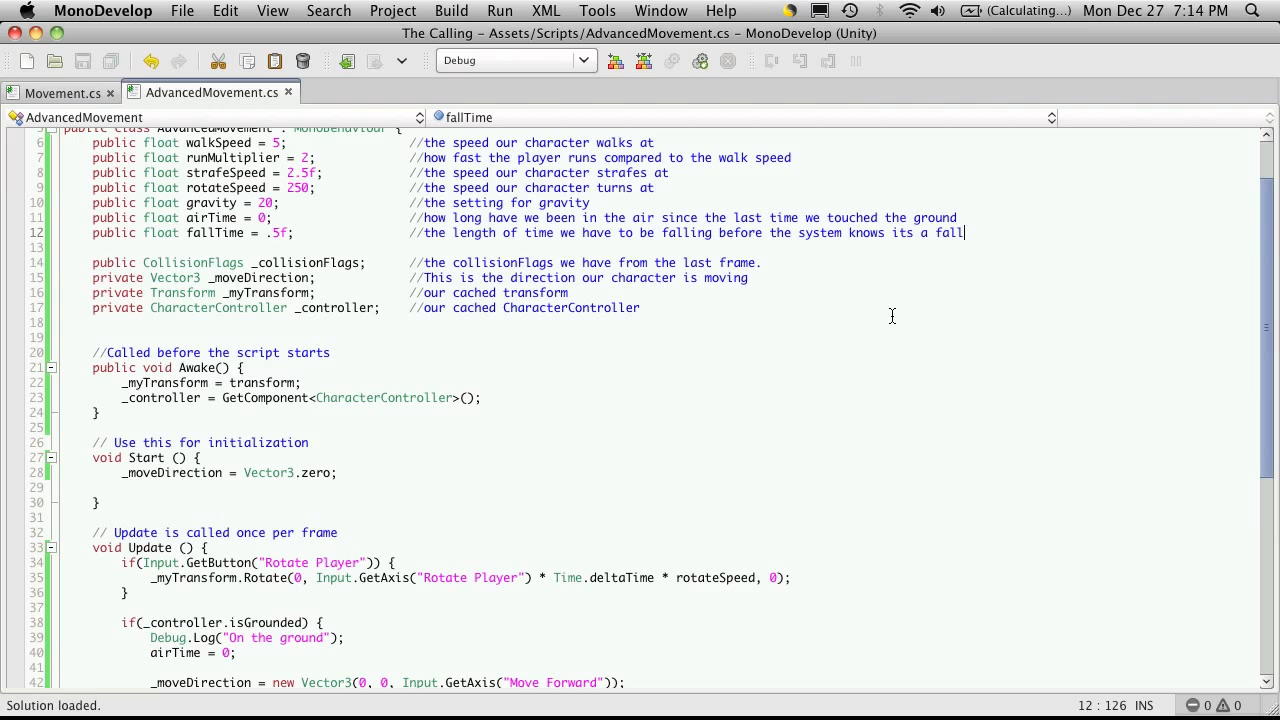 MonoDevelop File Edit View Search Project Build Run XML Tools Window Help (Calculating...) Mon Dec 27 7:14 PM
The Calling – Assets/Scripts/AdvancedMovement.cs – MonoDevelop (Unity)
Debug
Movement.cs × AdvancedMovement.cs ×
AdvancedMovement fallTime
5 public class AdvancedMovement : MonoBehaviour {
6 public float walkSpeed = 5; //the speed our character walks at
7 public float runMultiplier = 2; //how fast the player runs compared to the walk speed
8 public float strafeSpeed = 2.5f; //the speed our character strafes at
9 public float rotateSpeed = 250; //the speed our character turns at
10 public float gravity = 20; //the setting for gravity
11 public float airTime = 0; //how long have we been in the air since the last time we touched the ground
12 public float fallTime = .5f; //the length of time we have to be falling before the system knows its a fall
13
14 public CollisionFlags _collisionFlags; //the collisionFlags we have from the last frame.
15 private Vector3 _moveDirection; //This is the direction our character is moving
16 private Transform _myTransform; //our cached transform
17 private CharacterController _controller; //our cached CharacterController
18
19
20 //Called before the script starts
21 public void Awake() {
22 _myTransform = transform;
23 _controller = GetComponent<CharacterController>();
24 }
25
26 // Use this for initialization
27 void Start () {
28 _moveDirection = Vector3.zero;
29
30 }
31
32 // Update is called once per frame
33 void Update () {
34 if(Input.GetButton("Rotate Player")) {
35 _myTransform.Rotate(0, Input.GetAxis("Rotate Player") * Time.deltaTime * rotateSpeed, 0);
36 }
37
38 if(_controller.isGrounded) {
39 Debug.Log("On the ground");
40 airTime = 0;
41
42 _moveDirection = new Vector3(0, 0, Input.GetAxis("Move Forward"));
Solution loaded. 12 : 126 INS 0 0